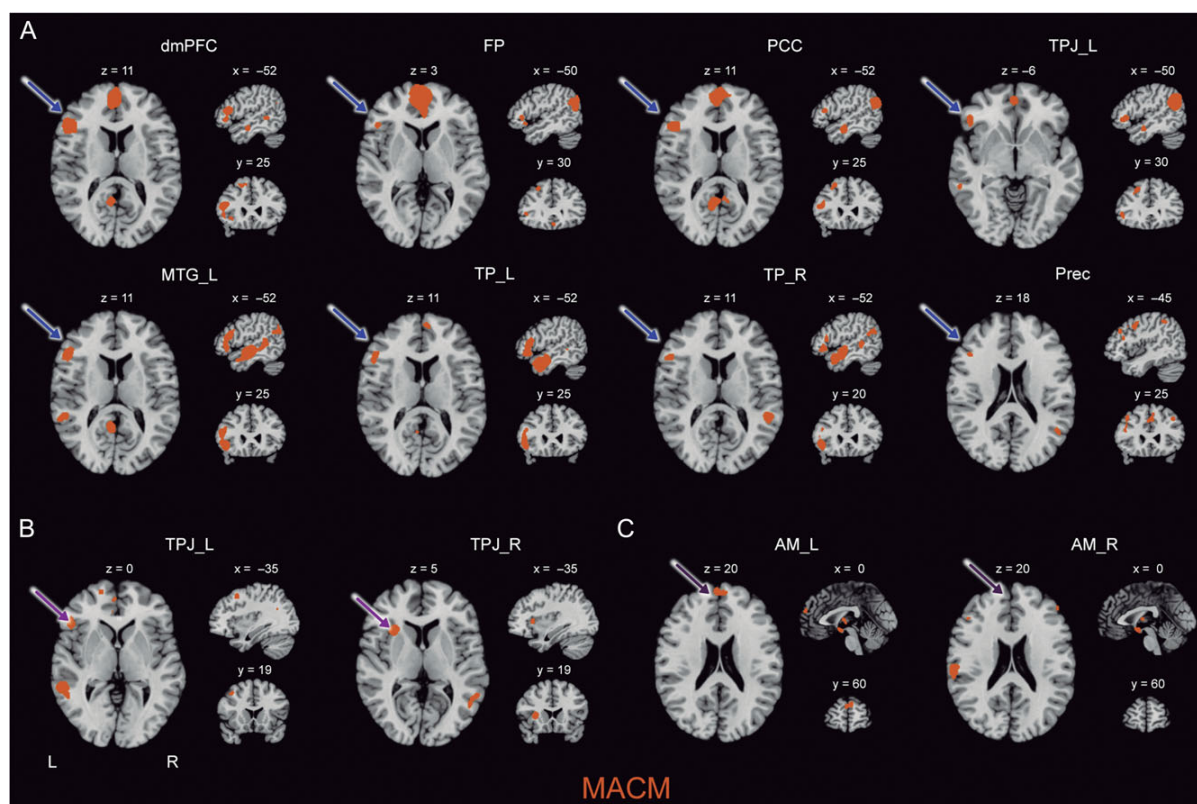 A
dmPFC FP PCC TPJ_L
z = 11 x = −52 z = 3 x = −50 z = 11 x = −52 z = −6 x = −50
y = 25 y = 30 y = 25 y = 30
MTG_L TP_L TP_R Prec
z = 11 x = −52 z = 11 x = −52 z = 11 x = −52 z = 18 x = −45
y = 25 y = 25 y = 20 y = 25
B C
TPJ_L TPJ_R AM_L AM_R
z = 0 x = −35 z = 5 x = −35 z = 20 x = 0 z = 20 x = 0
y = 19 y = 19 y = 60 y = 60
L R
MACM